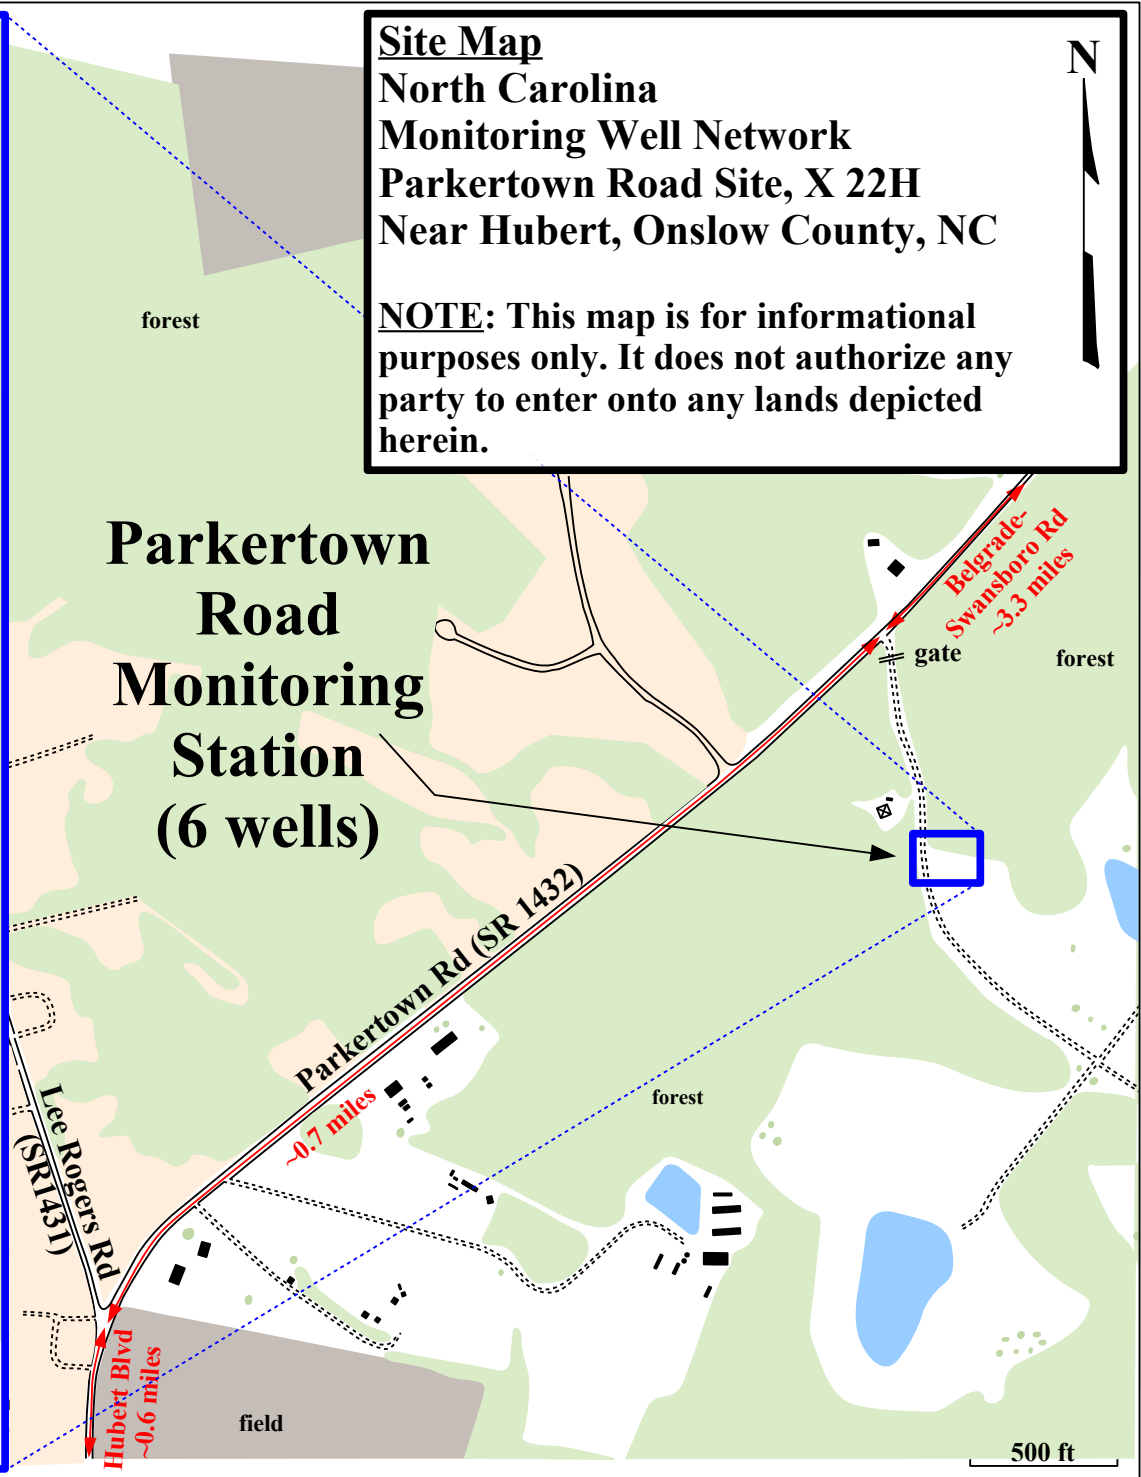 Site Map
North Carolina
Monitoring Well Network
Parkertown Road Site, X 22H
Near Hubert, Onslow County, NC
NOTE: This map is for informational
purposes only. It does not authorize any
party to enter onto any lands depicted
herein.
N
forest
Parkertown
Road
Monitoring
Station
(6 wells)
Belgrade-
Swansboro Rd
~3.3 miles
gate
forest
Parkertown Rd (SR 1432)
~0.7 miles
forest
Lee Rogers Rd
(SR1431)
Hubert Blvd
~0.6 miles
field
500 ft